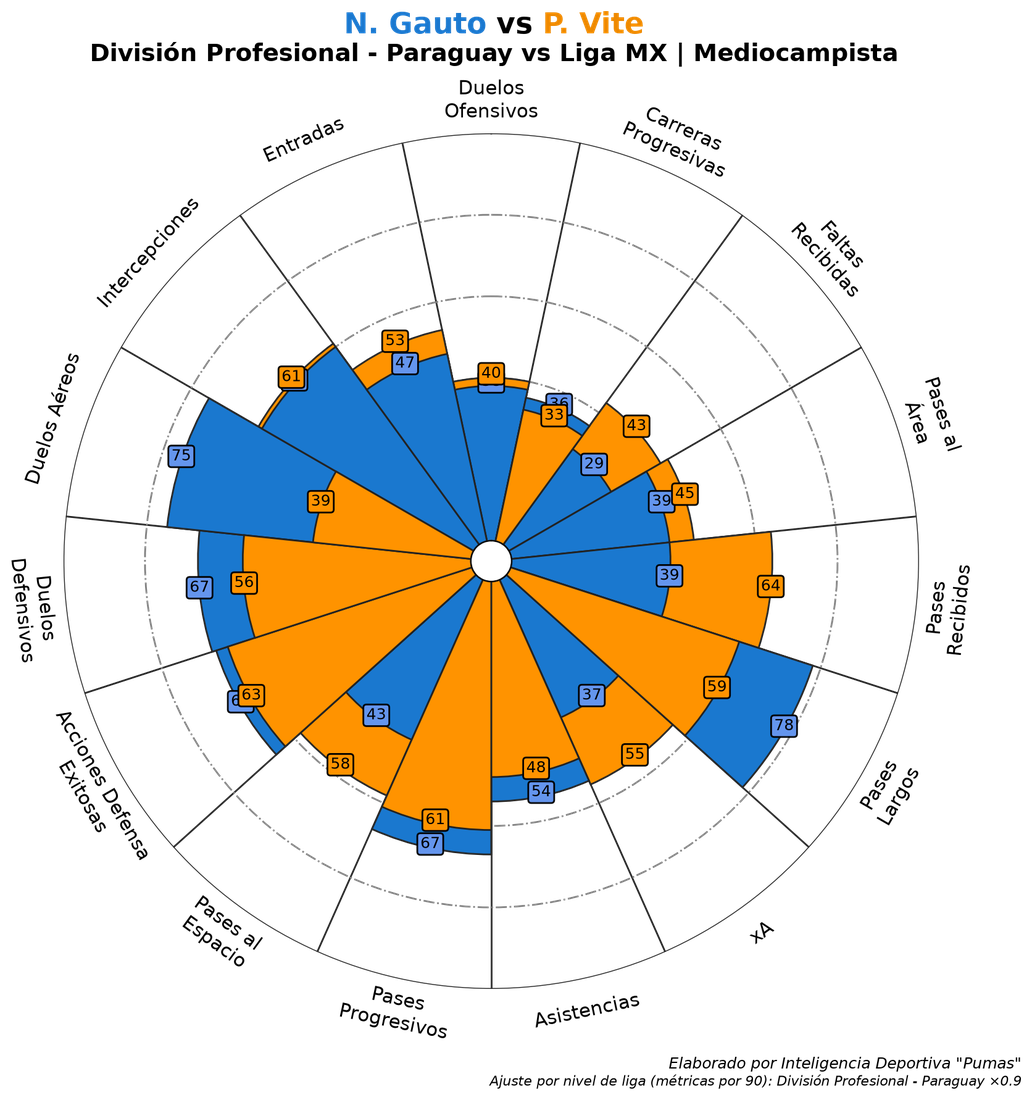 N. Gauto vs P. Vite
División Profesional - Paraguay vs Liga MX | Mediocampista
Duelos
Ofensivos
Carreras
Progresivas
Faltas
Recibidas
Pases al
Área
Pases
Recibidos
Pases
Largos
xA
Asistencias
Pases
Progresivos
Pases al
Espacio
Acciones Defensa
Exitosas
Duelos
Defensivos
Duelos Aéreos
Intercepciones
Entradas
40
36
33
43
29
39
45
39
64
59
78
37
55
48
54
61
67
43
58
63
67
56
75
39
61
53
47
Elaborado por Inteligencia Deportiva "Pumas"
Ajuste por nivel de liga (métricas por 90): División Profesional - Paraguay ×0.9